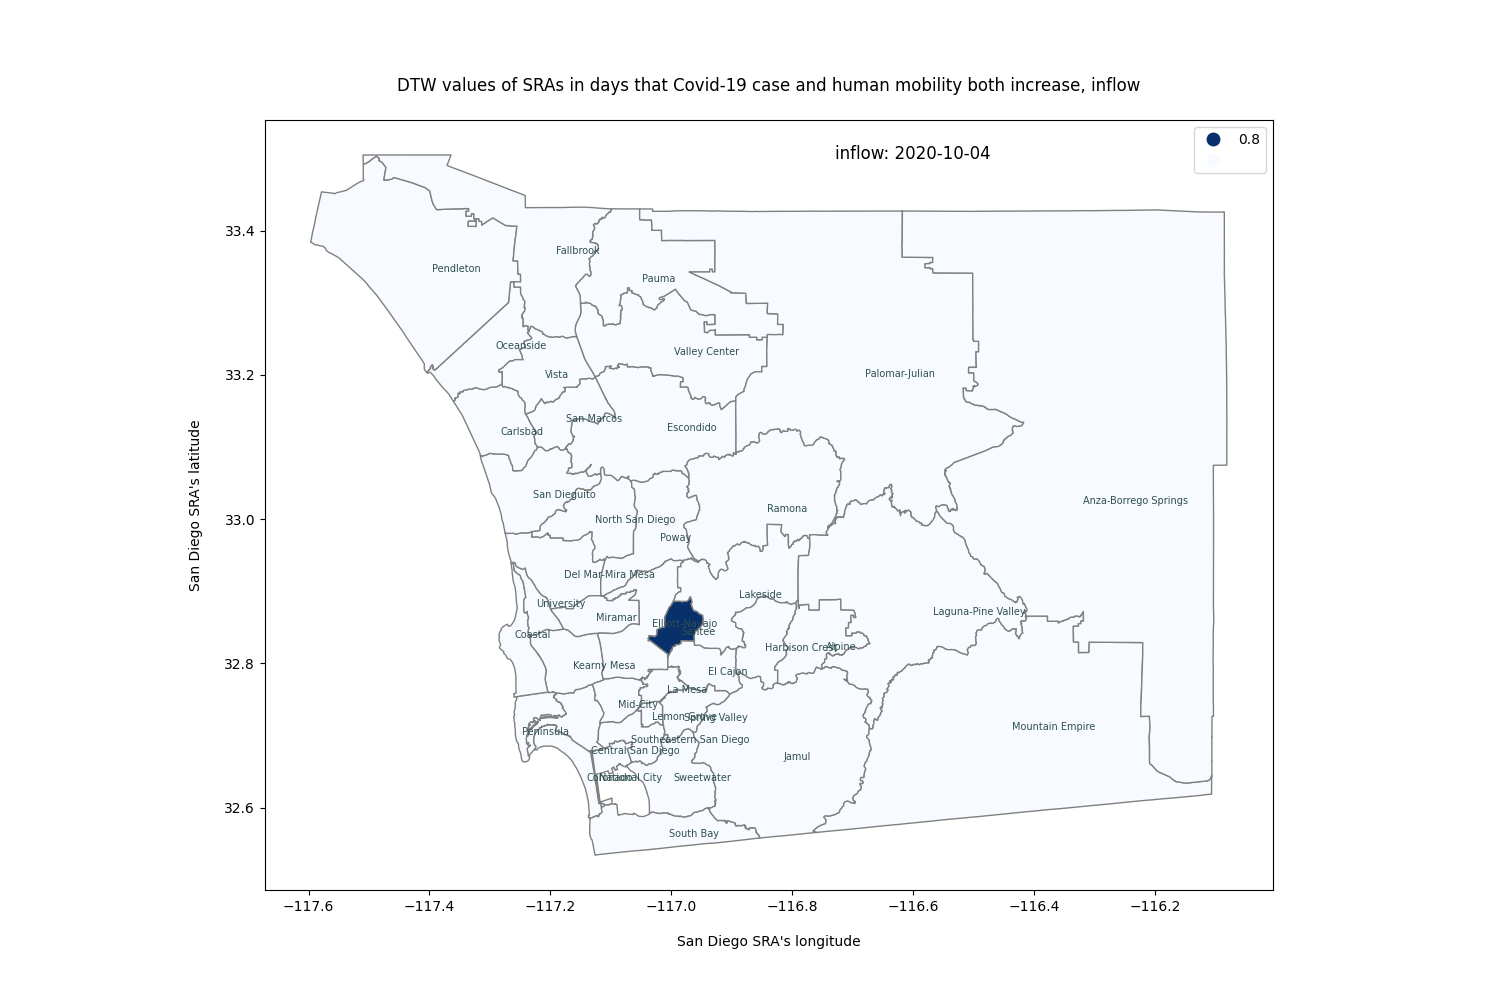 DTW values of SRAs in days that Covid-19 case and human mobility both increase, inflow
inflow: 2020-10-04
0.8
33.4
33.2
33.0
32.8
32.6
San Diego SRA's latitude
Pendleton
Fallbrook
Pauma
Oceanside
Valley Center
Vista
Palomar-Julian
San Marcos
Carlsbad
Escondido
San Dieguito
Anza-Borrego Springs
Ramona
North San Diego
Poway
Del Mar-Mira Mesa
Lakeside
University
Miramar
Laguna-Pine Valley
Elliott-Navajo
Santee
Coastal
Harbison Crest
Alpine
Kearny Mesa
El Cajon
La Mesa
Mid-City
Lemon Grove
Spring Valley
Mountain Empire
Peninsula
Southeastern San Diego
Central San Diego
Jamul
Coronado
National City
Sweetwater
South Bay
−117.6
−117.4
−117.2
−117.0
−116.8
−116.6
−116.4
−116.2
San Diego SRA's longitude